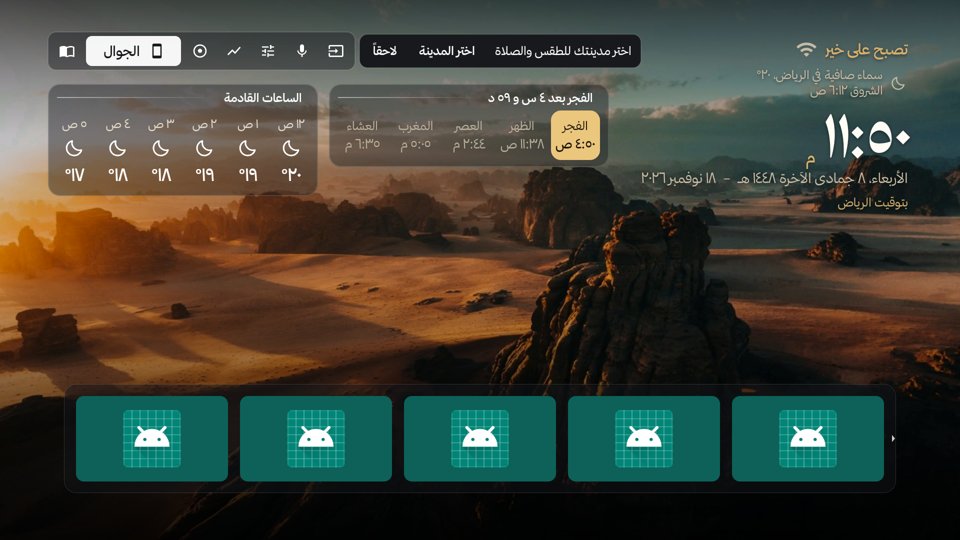 تصبح على خير
سماء صافية في الرياض، ٢٠°
الشروق ٦:١٢ ص
١١:٥٠ م
الأربعاء، ٨ جمادى الآخرة ١٤٤٨ هـ – ١٨ نوفمبر ٢٠٢٦
بتوقيت الرياض
اختر مدينتك للطقس والصلاة اختر المدينة لاحقاً
الجوال
الفجر بعد ٤ س و ٥٩ د
الفجر الظهر العصر المغرب العشاء
٤:٥٠ ص ١١:٣٨ ص ٢:٤٤ م ٥:٠٥ م ٦:٣٥ م
الساعات القادمة
١٢ ص ١ ص ٢ ص ٣ ص ٤ ص ٥ ص
٢٠° ١٩° ١٩° ١٨° ١٨° ١٧°